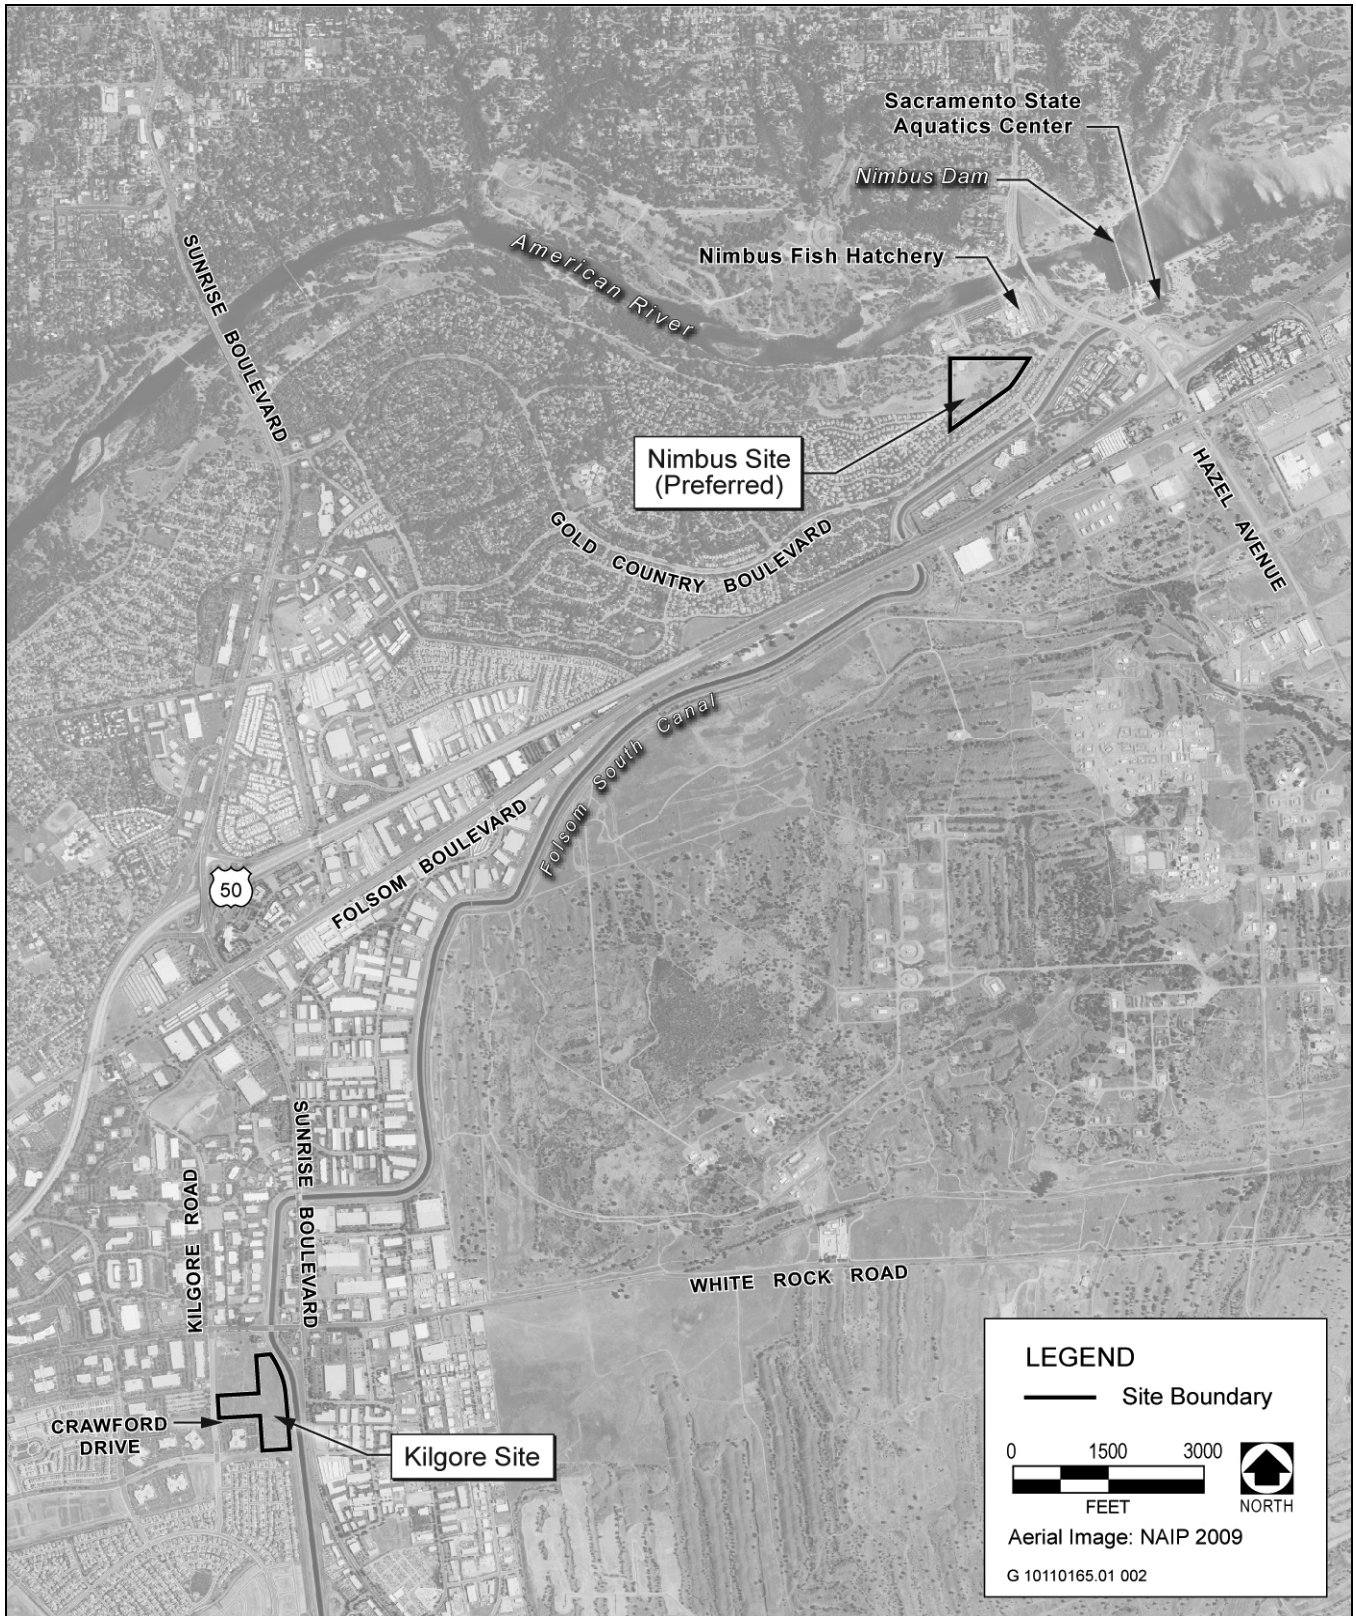 Sacramento State
Aquatics Center
Nimbus Dam
Nimbus Fish Hatchery
American River
SUNRISE BOULEVARD
Nimbus Site
(Preferred)
GOLD COUNTRY BOULEVARD
HAZEL AVENUE
Folsom South Canal
FOLSOM BOULEVARD
50
SUNRISE BOULEVARD
KILGORE ROAD
WHITE ROCK ROAD
CRAWFORD
DRIVE
Kilgore Site
LEGEND
Site Boundary
0 1500 3000
FEET
NORTH
Aerial Image: NAIP 2009
G 10110165.01 002